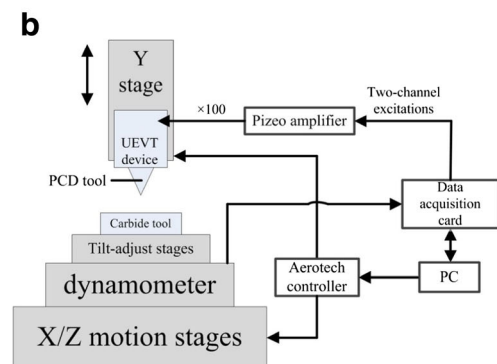 b
Y
stage
UEVT
device
PCD tool
×100
Pizeo amplifier
Two-channel
excitations
Data
acquisition
card
PC
Aerotech
controller
Carbide tool
Tilt-adjust stages
dynamometer
X/Z motion stages